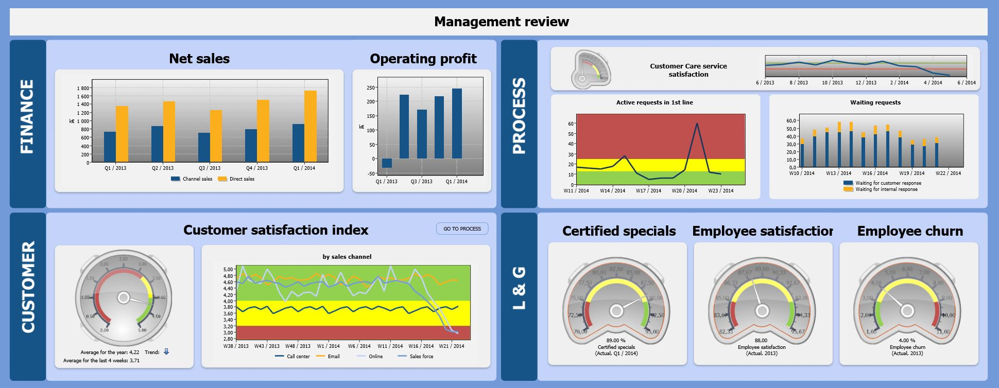 Management review
FINANCE
Net sales
k€
1 800
1 600
1 400
1 200
1 000
800
600
400
200
0
Q1 / 2013 Q2 / 2013 Q3 / 2013 Q4 / 2013 Q1 / 2014
Channel sales Direct sales
Operating profit
k€
250
200
150
100
50
0
-50
Q1 / 2013 Q3 / 2013 Q1 / 2014
PROCESS
Customer Care service
satisfaction
6 / 2013 8 / 2013 10 / 2013 12 / 2013 2 / 2014 4 / 2014 6 / 2014
Active requests in 1st line
60
50
40
30
20
10
0
W11 / 2014 W14 / 2014 W17 / 2014 W20 / 2014 W23 / 2014
Waiting requests
60,0
50,0
40,0
30,0
20,0
10,0
0,0
W10 / 2014 W13 / 2014 W16 / 2014 W19 / 2014 W22 / 2014
Waiting for customer response
Waiting for internal response
CUSTOMER
Customer satisfaction index
GO TO PROCESS
0,00 0,50 1,00 1,50 2,00 2,50 3,00 3,50 4,00 4,50 5,00
Average for the year: 4,22 Trend:
Average for the last 4 weeks: 3,71
by sales channel
5,00
4,80
4,60
4,40
4,20
4,00
3,80
3,60
3,40
3,20
3,00
2,80
W38 / 2013 W43 / 2013 W48 / 2013 W1 / 2014 W6 / 2014 W11 / 2014 W16 / 2014 W21 / 2014
Call center Email Online Sales force
L & G
Certified specials
70,00 72,50 75,00 77,50 80,00 82,50 85,00 87,50 90,00 92,50 95,00
89.00 %
Certified specials
(Actual, Q1 / 2014)
Employee satisfaction
82,33 83,67 85,00 86,33 87,67 89,00 90,33 91,67 93,00 94,33 95,67
88,00
Employee satisfaction
(Actual, 2013)
Employee churn
1,00 2,00 3,00 4,00 5,00 6,00 7,00 8,00 9,00 10,00 11,00
4.00 %
Employee churn
(Actual, 2013)